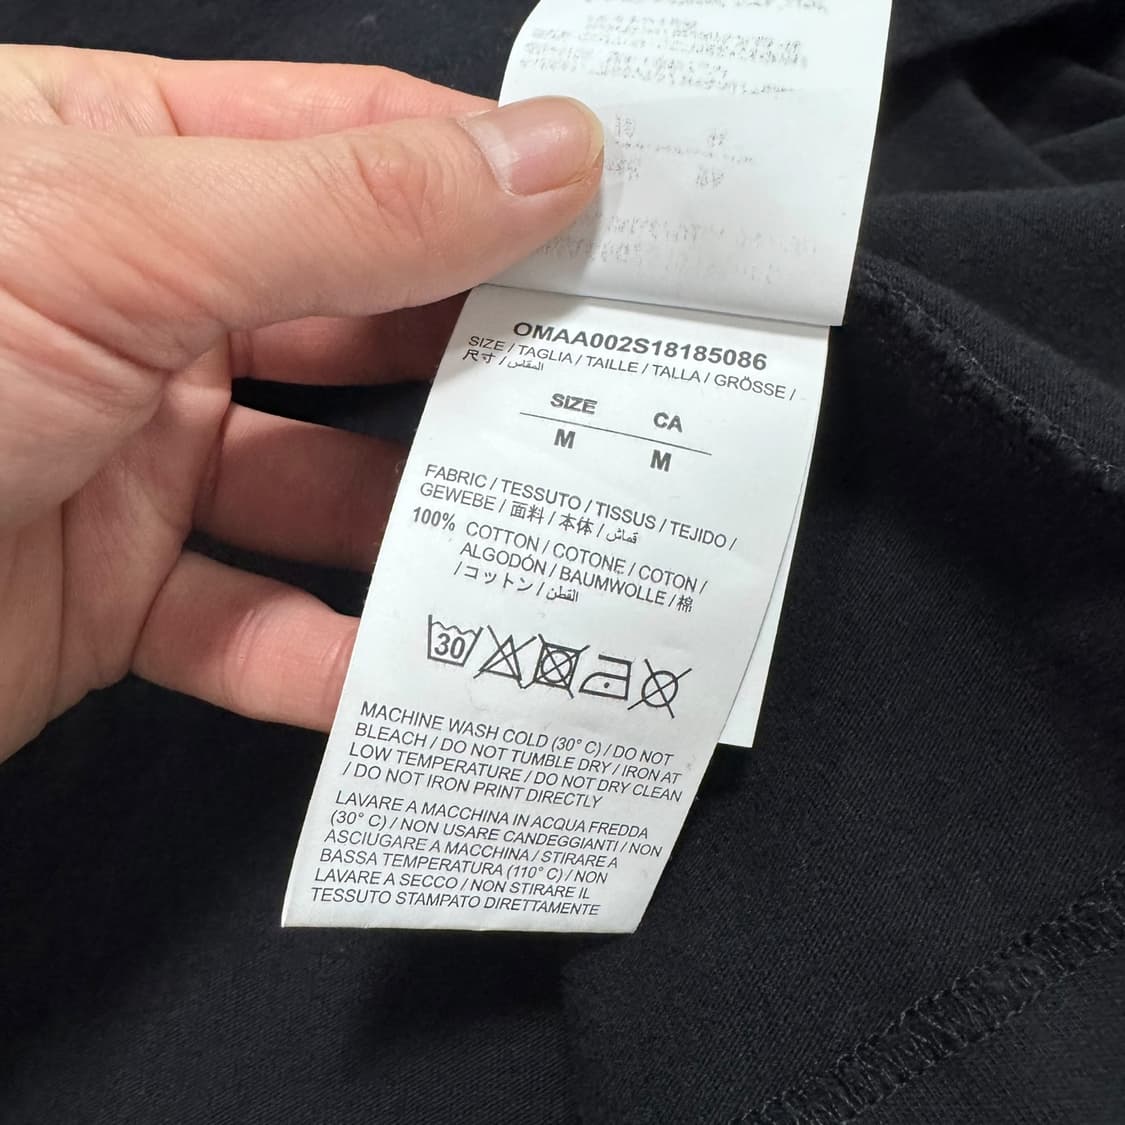 OMAA002S18185086
SIZE / TAGLIA / TAILLE / TALLA / GRÖSSE /
尺寸 / المقاس
SIZE CA
M M
FABRIC / TESSUTO / TISSUS / TEJIDO /
GEWEBE / 面料 / 本体 / قماش
100% COTTON / COTONE / COTON /
ALGODÓN / BAUMWOLLE / 棉
/ コットン / القطن
30
MACHINE WASH COLD (30° C) / DO NOT
BLEACH / DO NOT TUMBLE DRY / IRON AT
LOW TEMPERATURE / DO NOT DRY CLEAN
/ DO NOT IRON PRINT DIRECTLY
LAVARE A MACCHINA IN ACQUA FREDDA
(30° C) / NON USARE CANDEGGIANTI / NON
ASCIUGARE A MACCHINA / STIRARE A
BASSA TEMPERATURA (110° C) / NON
LAVARE A SECCO / NON STIRARE IL
TESSUTO STAMPATO DIRETTAMENTE